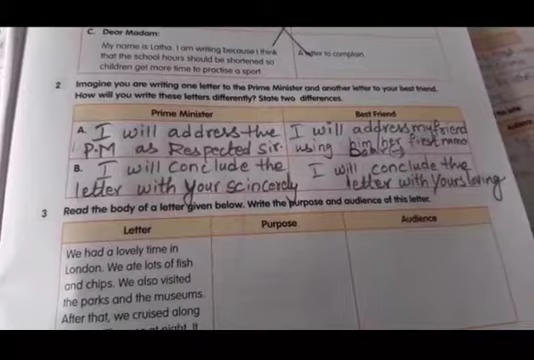 C. Dear Madam:
My name is Latha. I am writing because I think
that the school hours should be shortened so
children get more time to practise a sport.
A letter to complain.
2 Imagine you are writing one letter to the Prime Minister and another letter to your best friend.
How will you write these letters differently? State two differences.
Prime Minister
Best Friend
A. I will address the
P.M as Respected Sir.
I will address my friend
using him/her first name
B. I will conclude the
letter with Your scincerly
I will conclude the
letter with Yours loving
3 Read the body of a letter given below. Write the purpose and audience of this letter.
Letter
Purpose
Audience
We had a lovely time in
London. We ate lots of fish
and chips. We also visited
the parks and the museums.
After that, we cruised along
at night. It